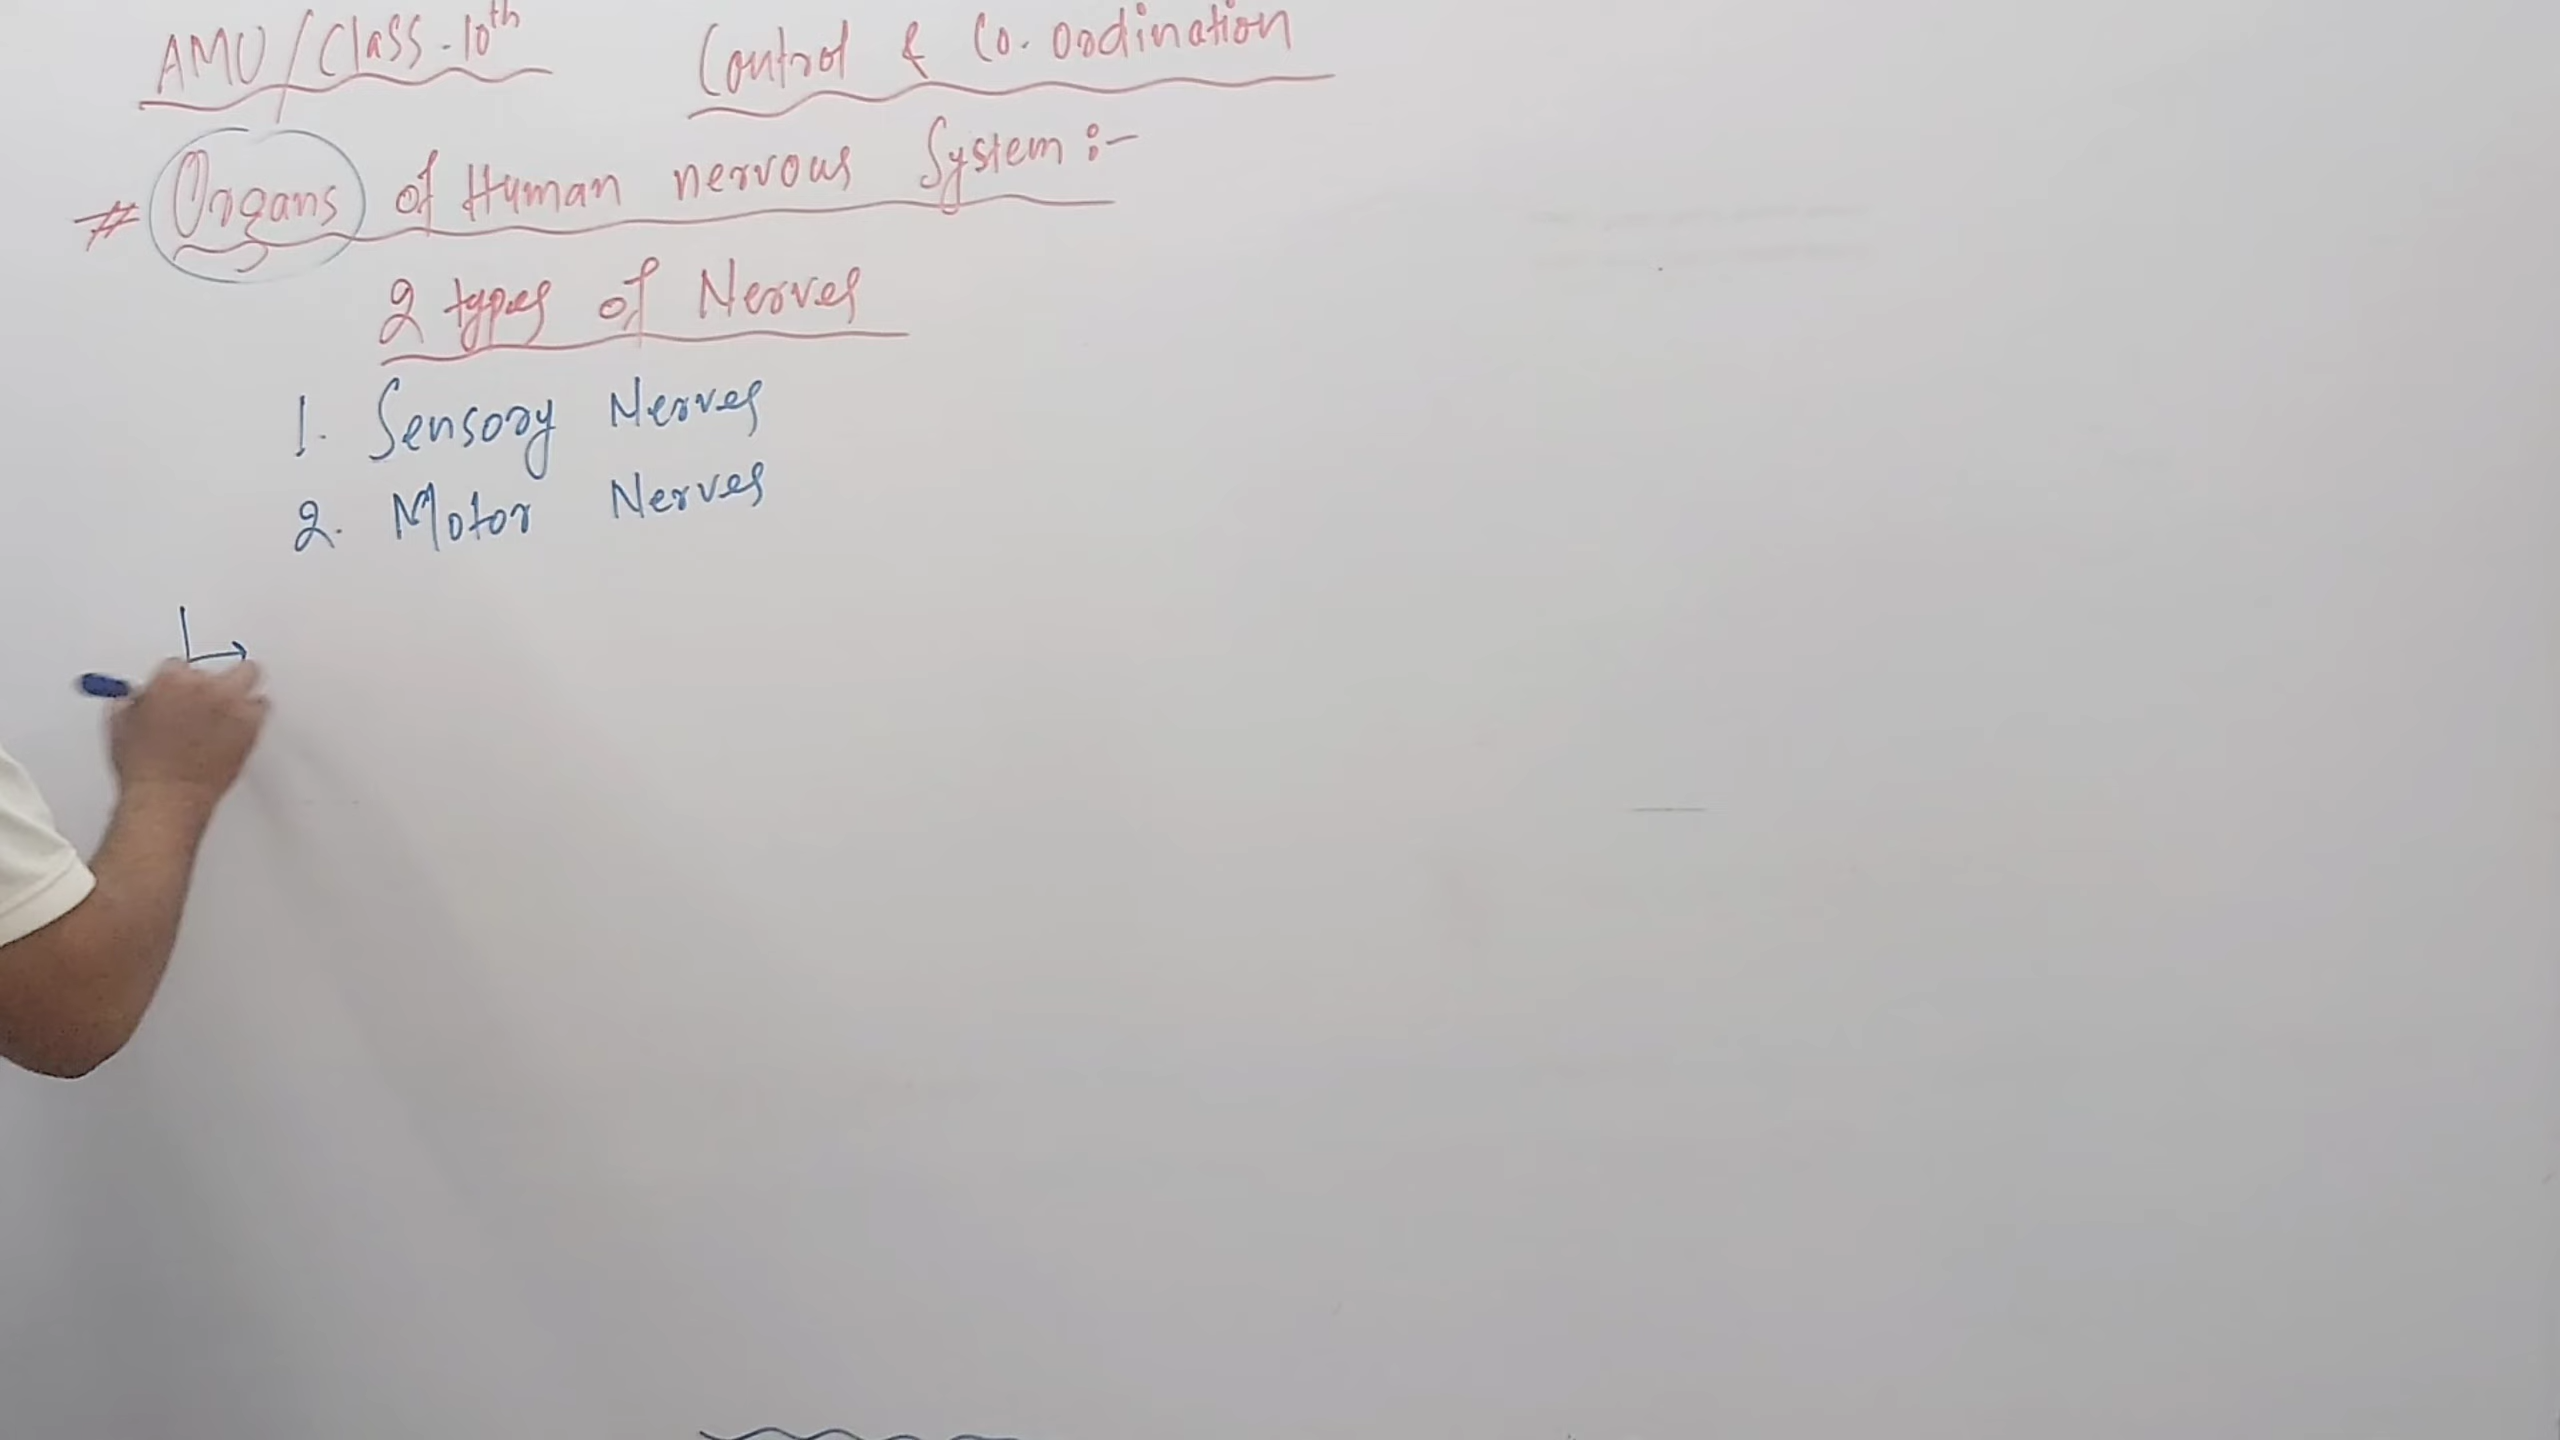 AMU/Class-10th
Control & Co-ordination
# Organs of Human nervous System:-
2 types of Nerves
1. Sensory Nerves
2. Motor Nerves